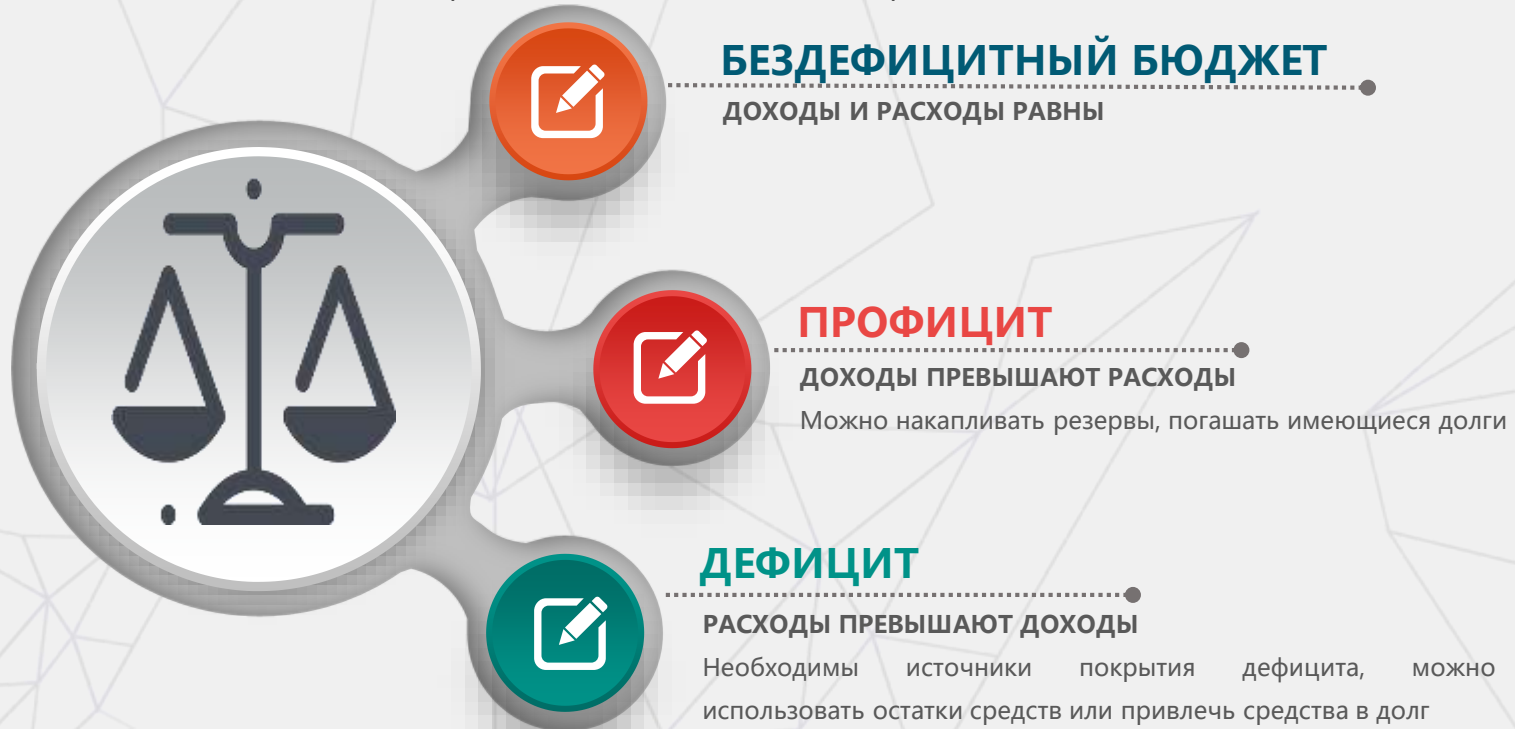 БЕЗДЕФИЦИТНЫЙ БЮДЖЕТ
ДОХОДЫ И РАСХОДЫ РАВНЫ
ПРОФИЦИТ
ДОХОДЫ ПРЕВЫШАЮТ РАСХОДЫ
Можно накапливать резервы, погашать имеющиеся долги
ДЕФИЦИТ
РАСХОДЫ ПРЕВЫШАЮТ ДОХОДЫ
Необходимы источники покрытия дефицита, можно
использовать остатки средств или привлечь средства в долг